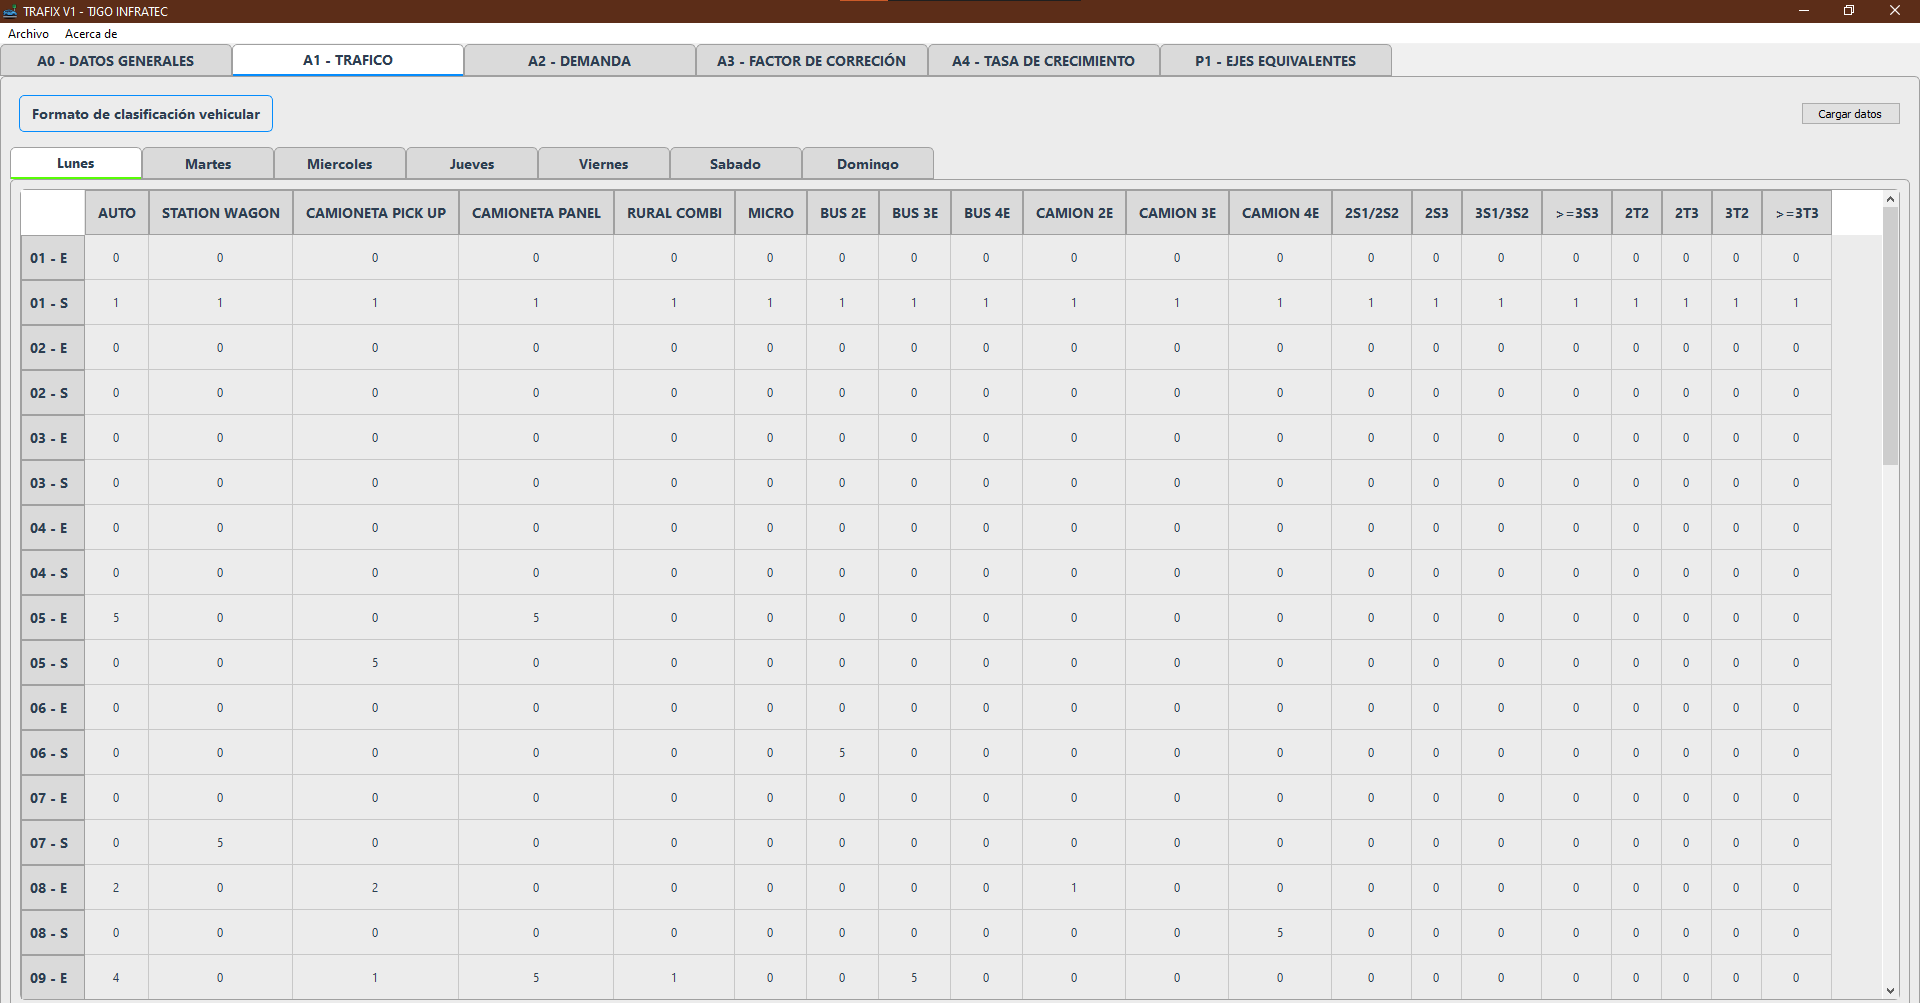 TRAFIX V1 - TJGO INFRATEC
Archivo Acerca de
A0 - DATOS GENERALES A1 - TRAFICO A2 - DEMANDA A3 - FACTOR DE CORRECIÓN A4 - TASA DE CRECIMIENTO P1 - EJES EQUIVALENTES
Formato de clasificación vehicular Cargar datos
Lunes Martes Miercoles Jueves Viernes Sabado Domingo
AUTO STATION WAGON CAMIONETA PICK UP CAMIONETA PANEL RURAL COMBI MICRO BUS 2E BUS 3E BUS 4E CAMION 2E CAMION 3E CAMION 4E 2S1/2S2 2S3 3S1/3S2 >=3S3 2T2 2T3 3T2 >=3T3
01 - E 0 0 0 0 0 0 0 0 0 0 0 0 0 0 0 0 0 0 0 0
01 - S 1 1 1 1 1 1 1 1 1 1 1 1 1 1 1 1 1 1 1 1
02 - E 0 0 0 0 0 0 0 0 0 0 0 0 0 0 0 0 0 0 0 0
02 - S 0 0 0 0 0 0 0 0 0 0 0 0 0 0 0 0 0 0 0 0
03 - E 0 0 0 0 0 0 0 0 0 0 0 0 0 0 0 0 0 0 0 0
03 - S 0 0 0 0 0 0 0 0 0 0 0 0 0 0 0 0 0 0 0 0
04 - E 0 0 0 0 0 0 0 0 0 0 0 0 0 0 0 0 0 0 0 0
04 - S 0 0 0 0 0 0 0 0 0 0 0 0 0 0 0 0 0 0 0 0
05 - E 5 0 0 5 0 0 0 0 0 0 0 0 0 0 0 0 0 0 0 0
05 - S 0 0 5 0 0 0 0 0 0 0 0 0 0 0 0 0 0 0 0 0
06 - E 0 0 0 0 0 0 0 0 0 0 0 0 0 0 0 0 0 0 0 0
06 - S 0 0 0 0 0 0 5 0 0 0 0 0 0 0 0 0 0 0 0 0
07 - E 0 0 0 0 0 0 0 0 0 0 0 0 0 0 0 0 0 0 0 0
07 - S 0 5 0 0 0 0 0 0 0 0 0 0 0 0 0 0 0 0 0 0
08 - E 2 0 2 0 0 0 0 0 0 1 0 0 0 0 0 0 0 0 0 0
08 - S 0 0 0 0 0 0 0 0 0 0 0 5 0 0 0 0 0 0 0 0
09 - E 4 0 1 5 1 0 0 5 0 0 0 0 0 0 0 0 0 0 0 0